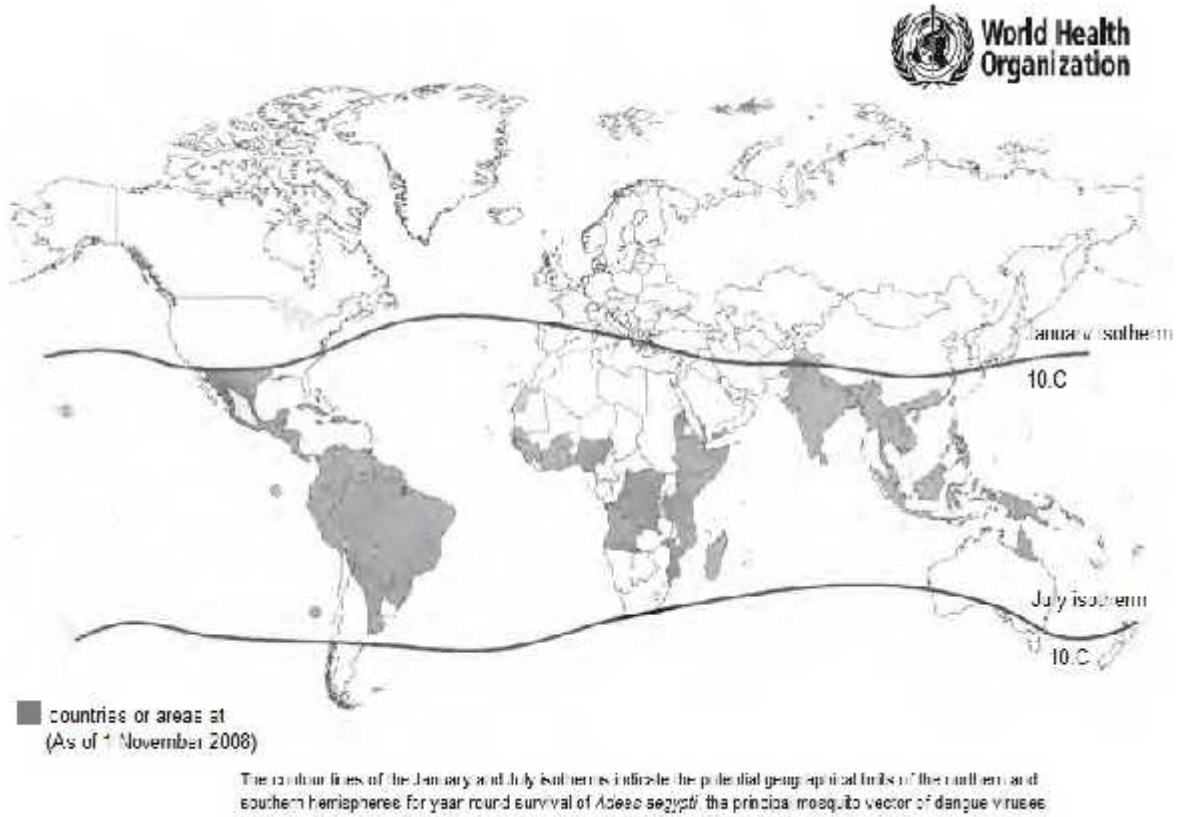 World Health
Organization
January isotherm
10.C
July isotherm
10.C
countries or areas at
(As of 1 November 2008)
The contour lines of the January and July isotherms indicate the potential geographical limits of the northern and
southern hemispheres for year round survival of Adees aegypti, the principal mosquito vector of dengue viruses